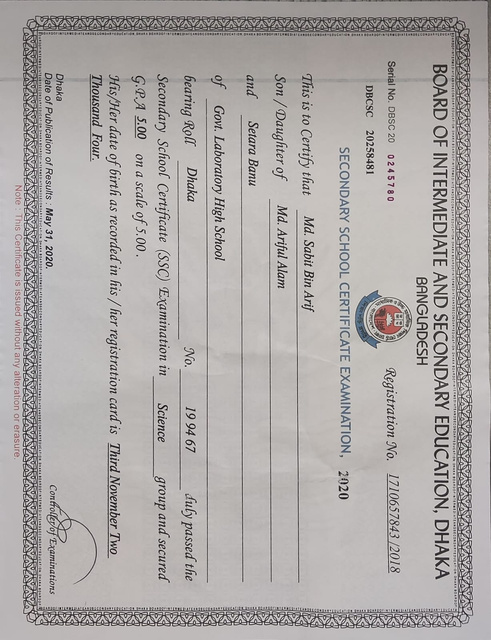 BOARD OF INTERMEDIATE AND SECONDARY EDUCATION, DHAKA
BANGLADESH
Serial No. DBSC 20 0245780
DBCSC 20258481
Registration No. 1710657843/2018
SECONDARY SCHOOL CERTIFICATE EXAMINATION, 2020
This is to Certify that Md. Sabit Bin Arif
Son / Daughter of Md. Ariful Alam
and Setara Banu
of Govt. Laboratory High School
bearing Roll Dhaka No. 19 94 67 duly passed the
Secondary School Certificate (SSC) Examination in Science group and secured
G.P.A 5.00 on a scale of 5.00.
His/Her date of birth as recorded in his / her registration card is Third November Two
Thousand Four.
Dhaka
Date of Publication of Results : May 31, 2020.
Controller of Examinations
Note : This Certificate is issued without any alteration or erasure.